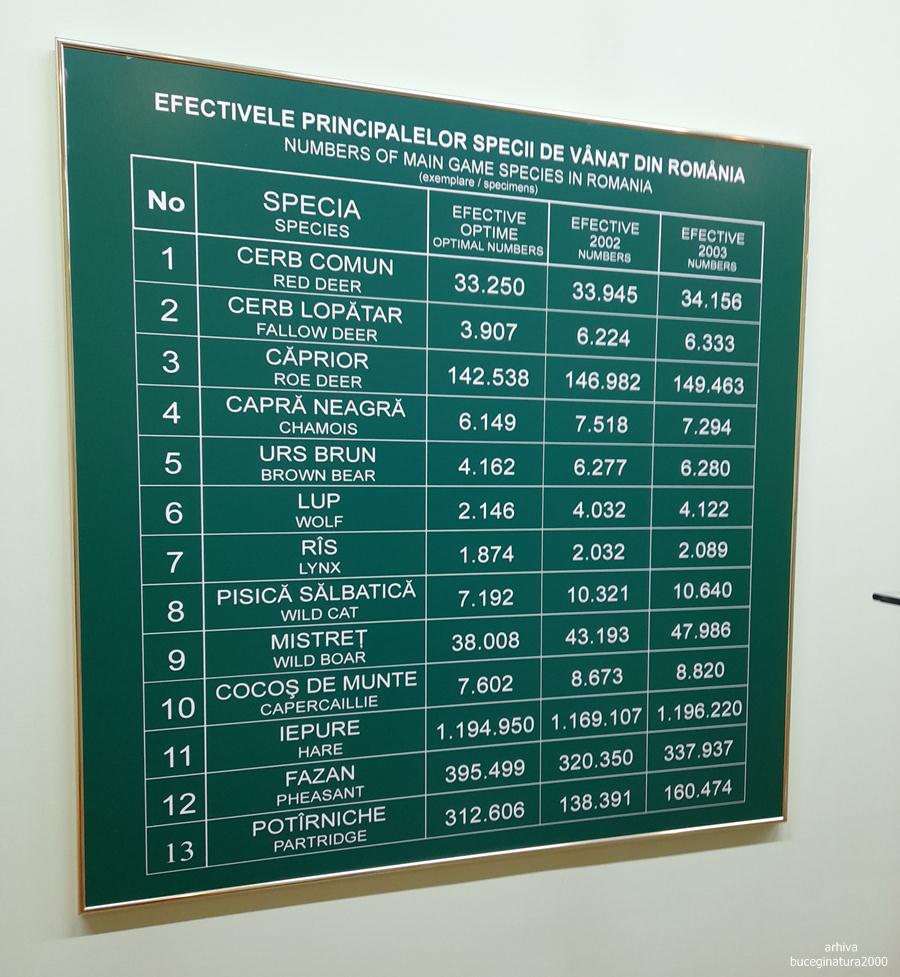 EFECTIVELE PRINCIPALELOR SPECII DE VÂNAT DIN ROMÂNIA
NUMBERS OF MAIN GAME SPECIES IN ROMANIA
(exemplare / specimens)
No SPECIA EFECTIVE EFECTIVE EFECTIVE
SPECIES OPTIME 2002 2003
OPTIMAL NUMBERS NUMBERS NUMBERS
1 CERB COMUN 33.250 33.945 34.156
RED DEER
2 CERB LOPĂTAR 3.907 6.224 6.333
FALLOW DEER
3 CĂPRIOR 142.538 146.982 149.463
ROE DEER
4 CAPRĂ NEAGRĂ 6.149 7.518 7.294
CHAMOIS
5 URS BRUN 4.162 6.277 6.280
BROWN BEAR
6 LUP 2.146 4.032 4.122
WOLF
7 RÎS 1.874 2.032 2.089
LYNX
8 PISICĂ SĂLBATICĂ 7.192 10.321 10.640
WILD CAT
9 MISTREȚ 38.008 43.193 47.986
WILD BOAR
10 COCOŞ DE MUNTE 7.602 8.673 8.820
CAPERCAILLIE
11 IEPURE 1.194.950 1.169.107 1.196.220
HARE
12 FAZAN 395.499 320.350 337.937
PHEASANT
13 POTÎRNICHE 312.606 138.391 160.474
PARTRIDGE
arhiva
buceginatura2000